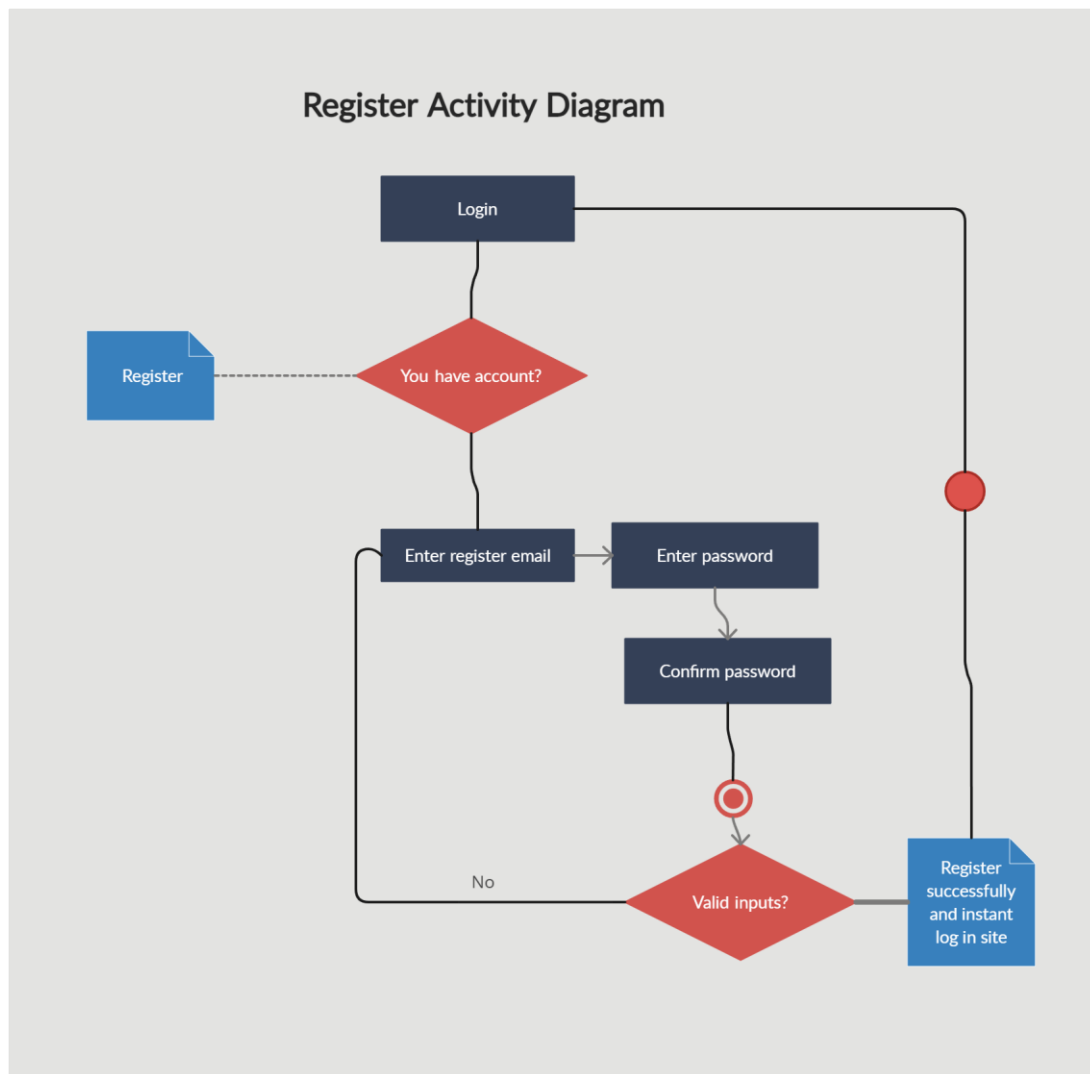 Register Activity Diagram
Login
Register
You have account?
Enter register email
Enter password
Confirm password
No
Valid inputs?
Register
successfully
and instant
log in site